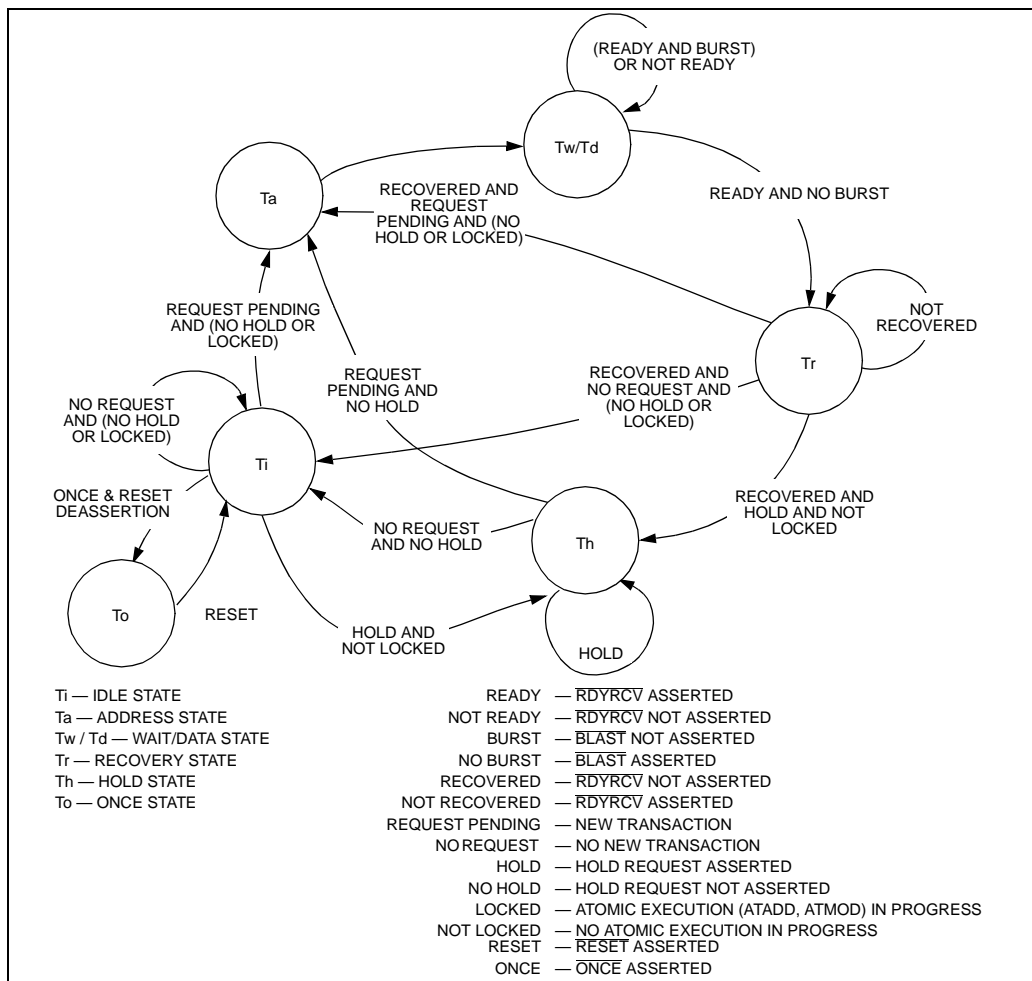 (READY AND BURST)
OR NOT READY
Tw/Td
Ta
RECOVERED AND
REQUEST
PENDING AND (NO
HOLD OR LOCKED)
READY AND NO BURST
REQUEST PENDING
AND (NO HOLD OR
LOCKED)
NOT
RECOVERED
Tr
REQUEST
PENDING AND
NO HOLD
RECOVERED AND
NO REQUEST AND
(NO HOLD OR
LOCKED)
NO REQUEST
AND (NO HOLD
OR LOCKED)
Ti
ONCE & RESET
DEASSERTION
NO REQUEST
AND NO HOLD
Th
RECOVERED AND
HOLD AND NOT
LOCKED
To
RESET
HOLD AND
NOT LOCKED
HOLD
Ti — IDLE STATE
Ta — ADDRESS STATE
Tw / Td — WAIT/DATA STATE
Tr — RECOVERY STATE
Th — HOLD STATE
To — ONCE STATE
READY — RDYRCV ASSERTED
NOT READY — RDYRCV NOT ASSERTED
BURST — BLAST NOT ASSERTED
NO BURST — BLAST ASSERTED
RECOVERED — RDYRCV NOT ASSERTED
NOT RECOVERED — RDYRCV ASSERTED
REQUEST PENDING — NEW TRANSACTION
NO REQUEST — NO NEW TRANSACTION
HOLD — HOLD REQUEST ASSERTED
NO HOLD — HOLD REQUEST NOT ASSERTED
LOCKED — ATOMIC EXECUTION (ATADD, ATMOD) IN PROGRESS
NOT LOCKED — NO ATOMIC EXECUTION IN PROGRESS
RESET — RESET ASSERTED
ONCE — ONCE ASSERTED